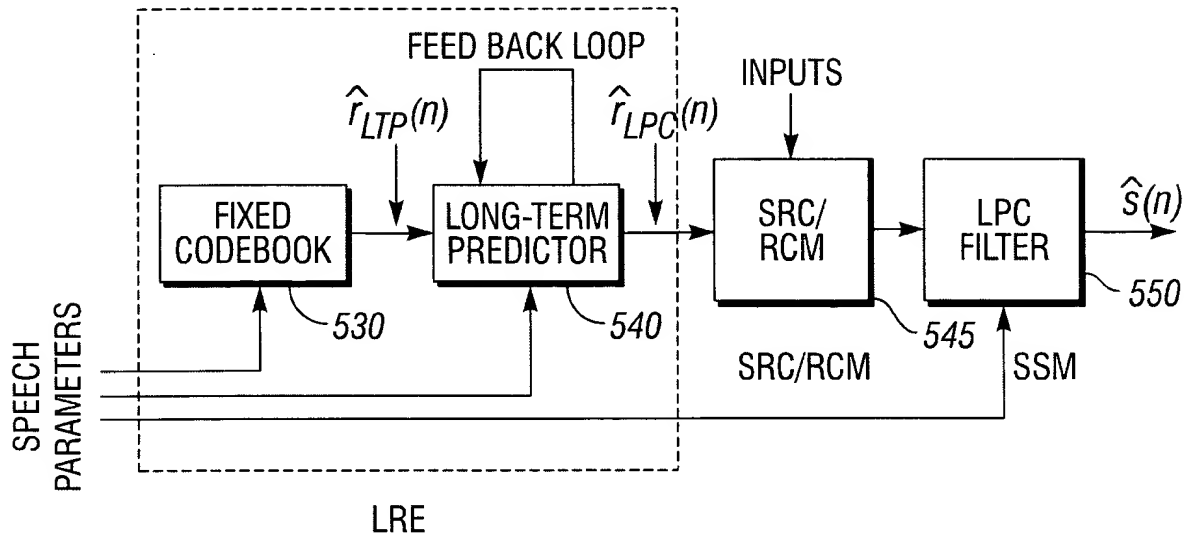 FEED BACK LOOP
INPUTS
r̂LTP(n)
r̂LPC(n)
FIXED
CODEBOOK
LONG-TERM
PREDICTOR
SRC/
RCM
LPC
FILTER
ŝ(n)
530
540
545
550
SPEECH
PARAMETERS
SRC/RCM
SSM
LRE